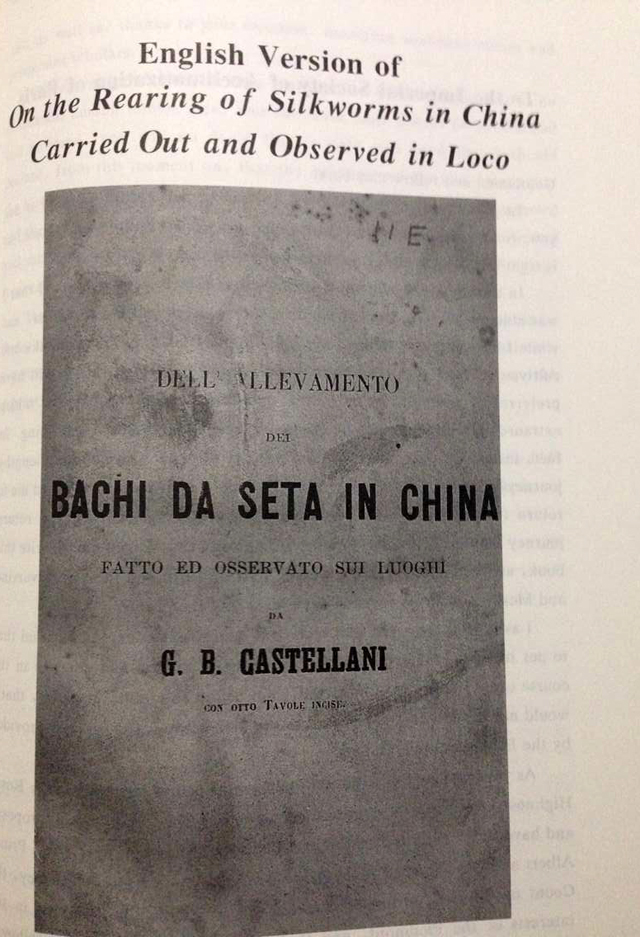 English Version of
On the Rearing of Silkworms in China
Carried Out and Observed in Loco
11 E.
DELL' ALLEVAMENTO
DEI
BACHI DA SETA IN CHINA
FATTO ED OSSERVATO SUI LUOGHI
DA
G. B. CASTELLANI
CON OTTO TAVOLE INCISE.